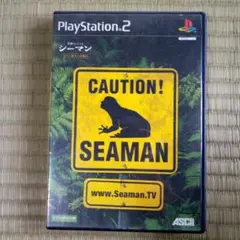 PlayStation 2
シーマン
CAUTION!
SEAMAN
www.Seaman.TV
ASCII